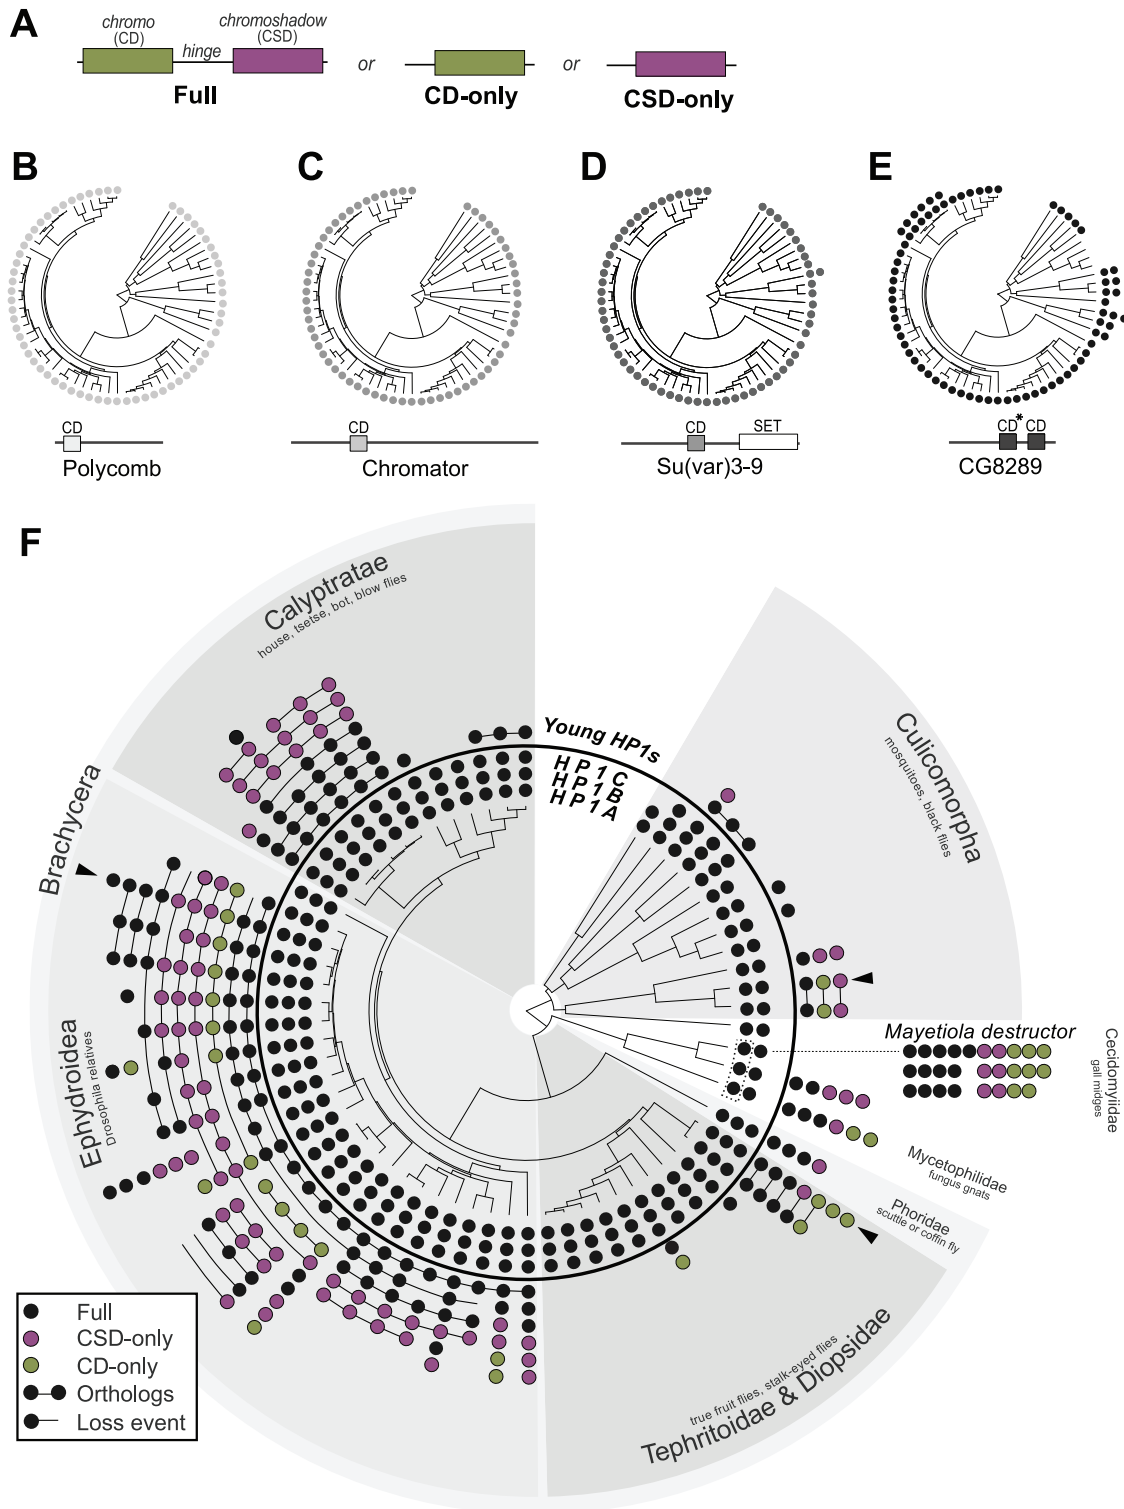 A
chromo
(CD)
hinge
chromoshadow
(CSD)
or
or
Full
CD-only
CSD-only
B
C
D
E
CD
Polycomb
CD
Chromator
CD
SET
Su(var)3-9
CD* CD
CG8289
F
Calyptratae
house, tsetse, bot, blow flies
Young HP1s
HP1C
HP1B
HP1A
Culicomorpha
mosquitoes, black flies
Brachycera
Ephydroidea
Drosophila relatives
Mayetiola destructor
Cecidomyiidae
gall midges
Mycetophilidae
fungus gnats
Phoridae
scuttle or coffin fly
true fruit flies, stalk-eyed flies
Tephritoidae & Diopsidae
Full
CSD-only
CD-only
Orthologs
Loss event